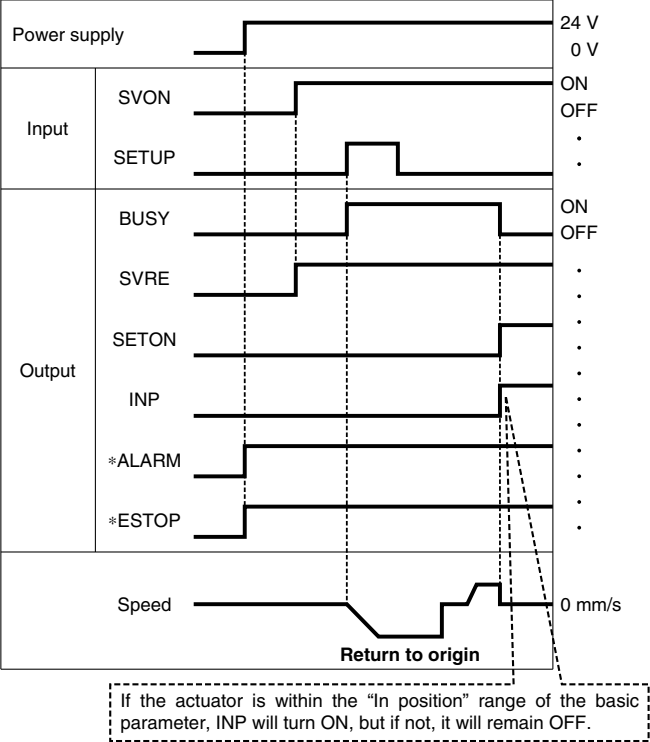 Power supply
24 V
0 V
Input
SVON
ON
OFF
SETUP
Output
BUSY
ON
OFF
SVRE
SETON
INP
∗ALARM
∗ESTOP
Speed
0 mm/s
Return to origin
If the actuator is within the “In position” range of the basic
parameter, INP will turn ON, but if not, it will remain OFF.